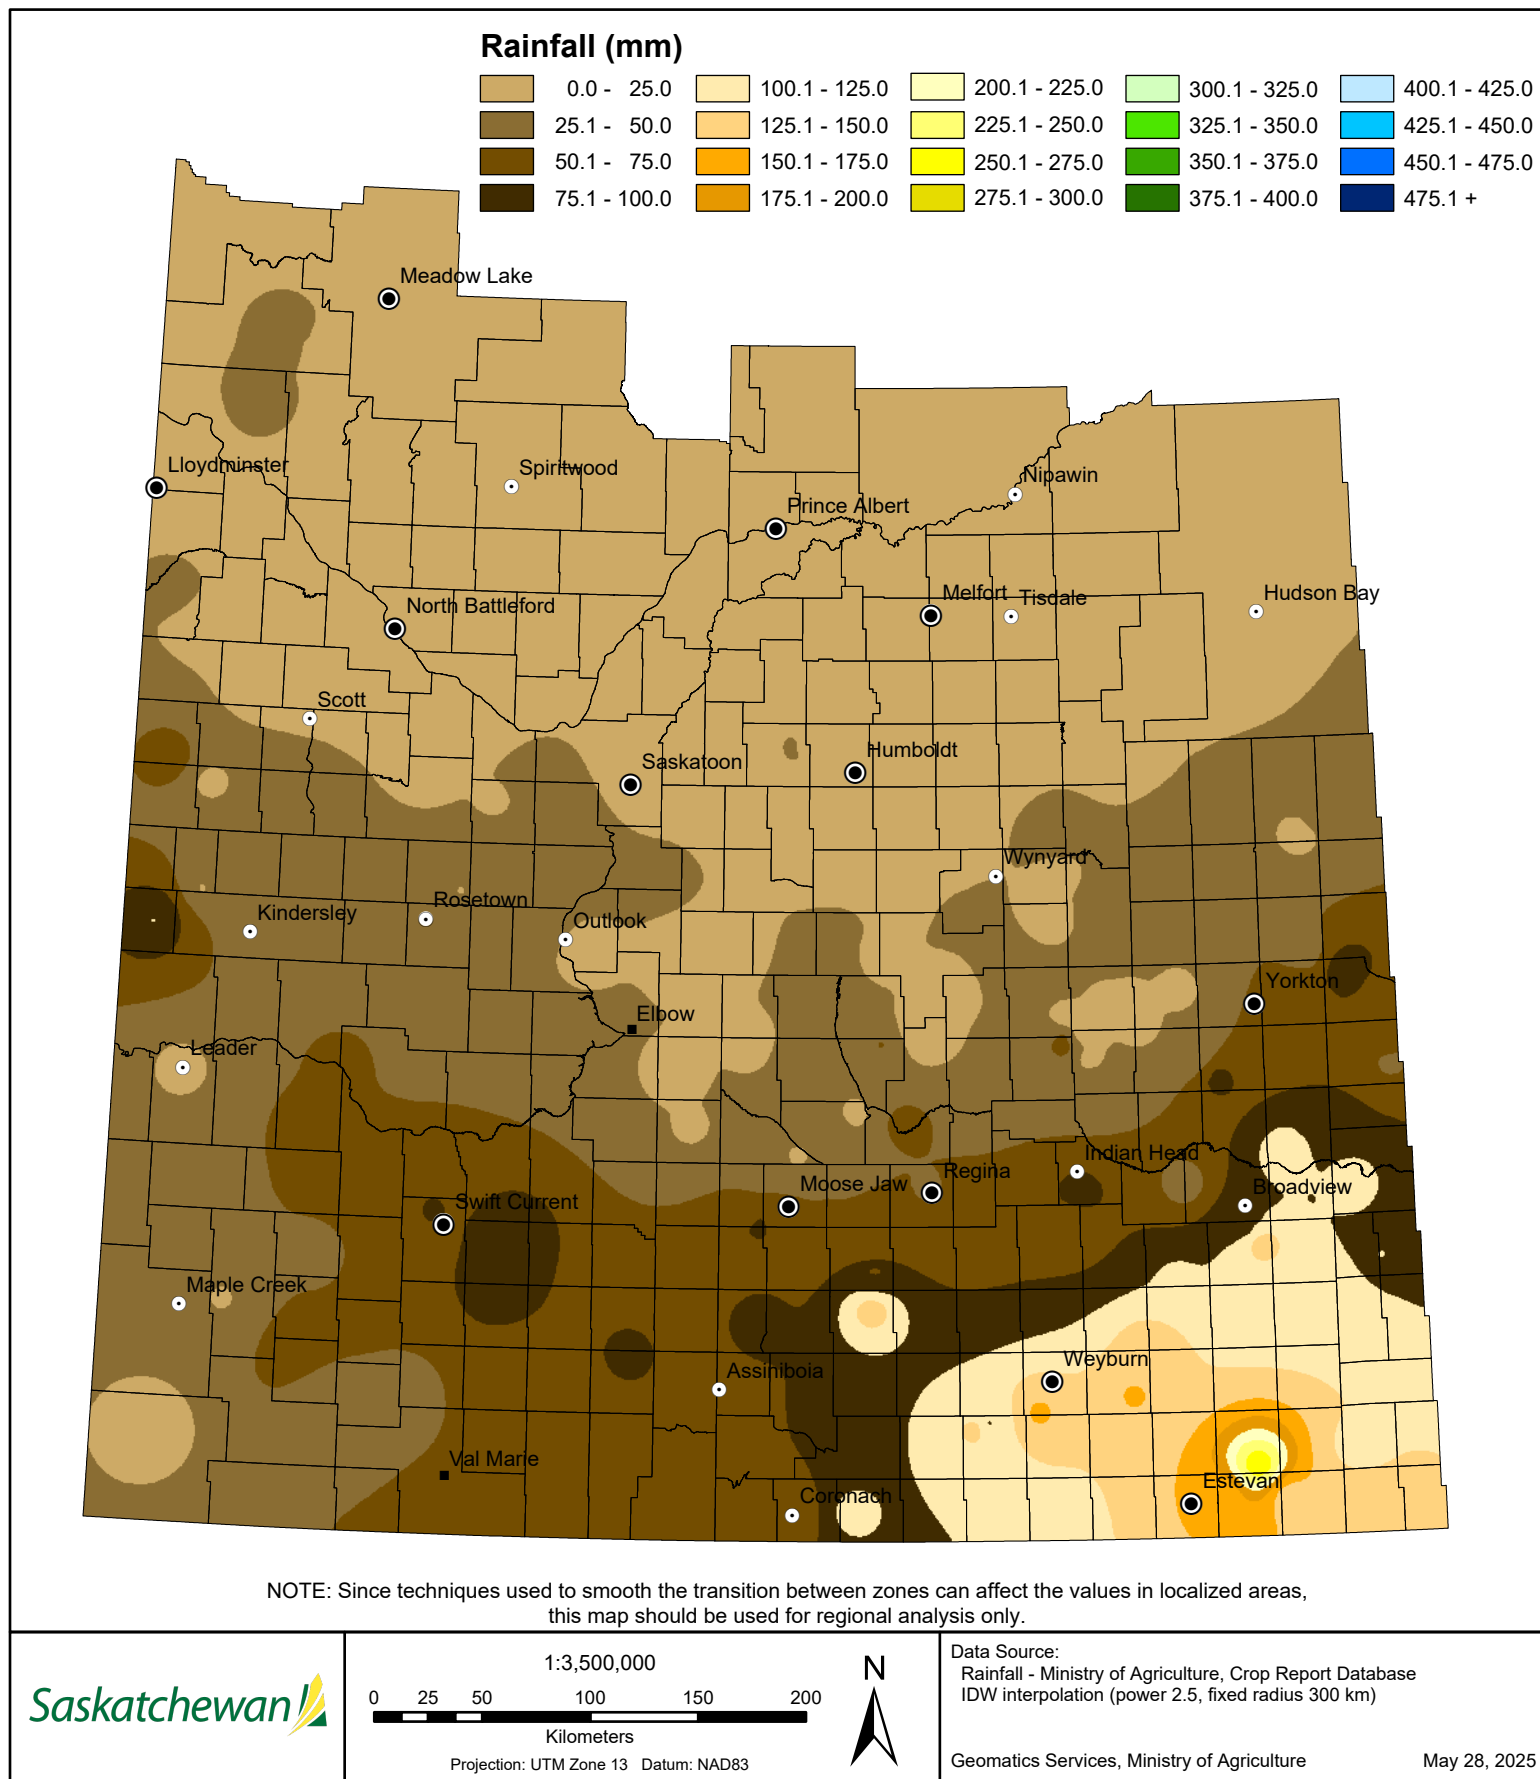 Rainfall (mm)
0.0 - 25.0
25.1 - 50.0
50.1 - 75.0
75.1 - 100.0
100.1 - 125.0
125.1 - 150.0
150.1 - 175.0
175.1 - 200.0
200.1 - 225.0
225.1 - 250.0
250.1 - 275.0
275.1 - 300.0
300.1 - 325.0
325.1 - 350.0
350.1 - 375.0
375.1 - 400.0
400.1 - 425.0
425.1 - 450.0
450.1 - 475.0
475.1 +
Meadow Lake
Lloydminster
Spiritwood
Nipawin
Prince Albert
North Battleford
Melfort
Tisdale
Hudson Bay
Scott
Saskatoon
Humboldt
Wynyard
Kindersley
Rosetown
Outlook
Yorkton
Elbow
Leader
Indian Head
Regina
Moose Jaw
Broadview
Swift Current
Maple Creek
Weyburn
Assiniboia
Val Marie
Estevan
Coronach
NOTE: Since techniques used to smooth the transition between zones can affect the values in localized areas,
this map should be used for regional analysis only.
Saskatchewan
1:3,500,000
0 25 50 100 150 200
Kilometers
Projection: UTM Zone 13 Datum: NAD83
N
Data Source:
Rainfall - Ministry of Agriculture, Crop Report Database
IDW interpolation (power 2.5, fixed radius 300 km)
Geomatics Services, Ministry of Agriculture
May 28, 2025